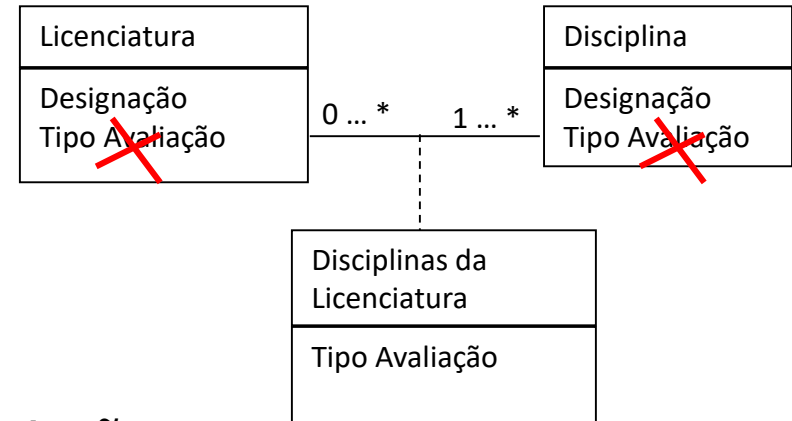 Licenciatura
Designação
Tipo Avaliação
0 ... *
1 ... *
Disciplina
Designação
Tipo Avaliação
Disciplinas da
Licenciatura
Tipo Avaliação